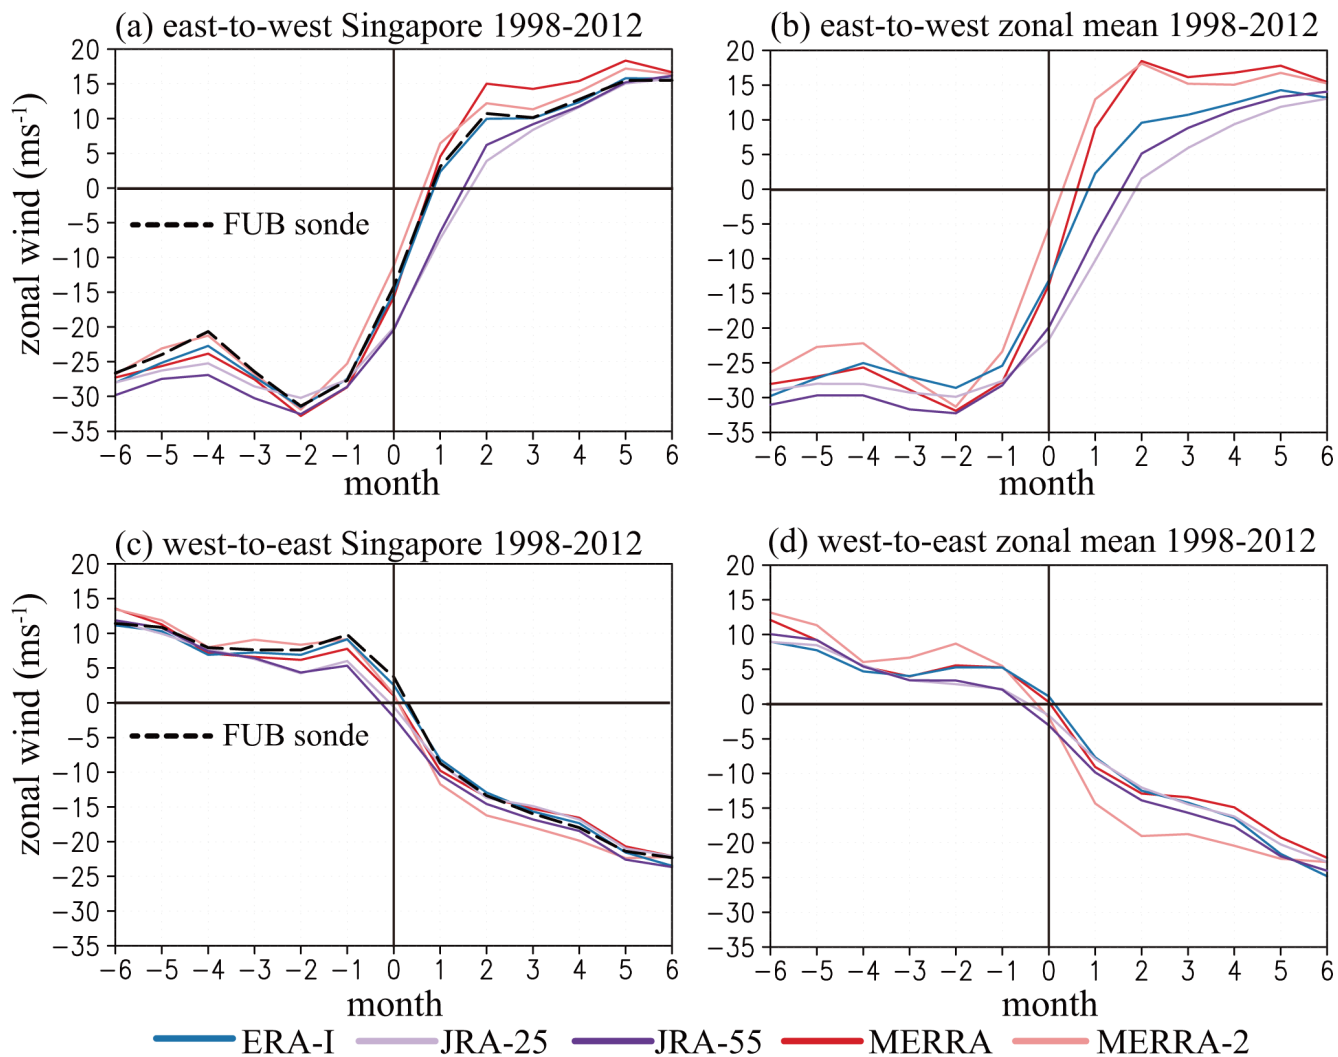 (a) east-to-west Singapore 1998-2012
20
15
10
5
0
−5
−10
−15
−20
−25
−30
−35
zonal wind (ms⁻¹)
FUB sonde
−6 −5 −4 −3 −2 −1 0 1 2 3 4 5 6
month
(b) east-to-west zonal mean 1998-2012
20
15
10
5
0
−5
−10
−15
−20
−25
−30
−35
−6 −5 −4 −3 −2 −1 0 1 2 3 4 5 6
month
(c) west-to-east Singapore 1998-2012
20
15
10
5
0
−5
−10
−15
−20
−25
−30
−35
zonal wind (ms⁻¹)
FUB sonde
−6 −5 −4 −3 −2 −1 0 1 2 3 4 5 6
month
(d) west-to-east zonal mean 1998-2012
20
15
10
5
0
−5
−10
−15
−20
−25
−30
−35
−6 −5 −4 −3 −2 −1 0 1 2 3 4 5 6
month
ERA-I JRA-25 JRA-55 MERRA MERRA-2